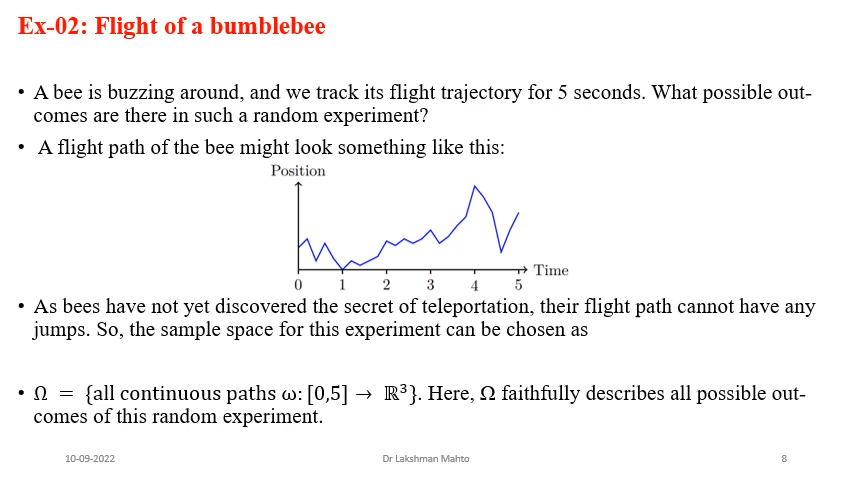 Ex-02: Flight of a bumblebee
• A bee is buzzing around, and we track its flight trajectory for 5 seconds. What possible out-
comes are there in such a random experiment?
• A flight path of the bee might look something like this:
Position
Time
0 1 2 3 4 5
• As bees have not yet discovered the secret of teleportation, their flight path cannot have any
jumps. So, the sample space for this experiment can be chosen as
• Ω = {all continuous paths ω: [0,5] → ℝ³}. Here, Ω faithfully describes all possible out-
comes of this random experiment.
10-09-2022 Dr Lakshman Mahto 8